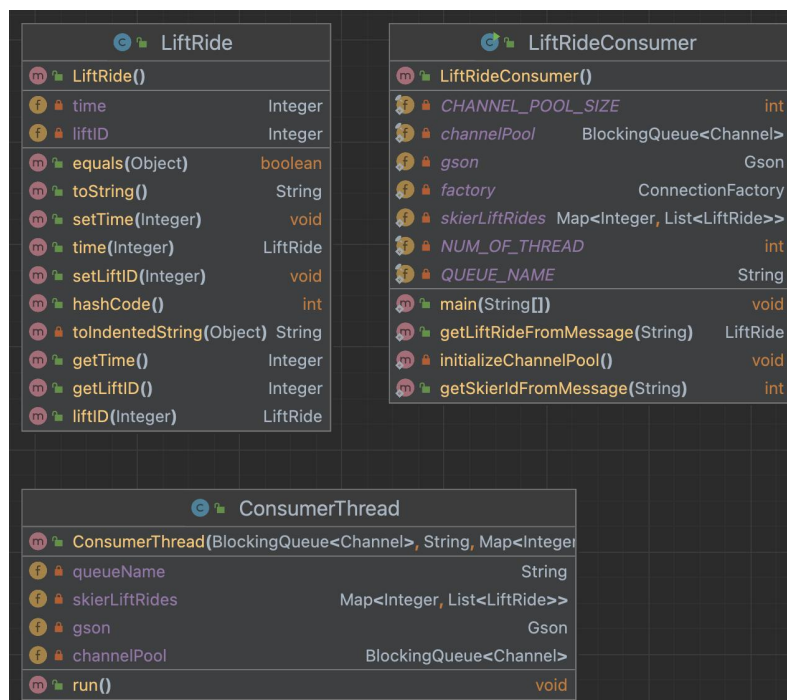 LiftRide
LiftRide()
time Integer
liftID Integer
equals(Object) boolean
toString() String
setTime(Integer) void
time(Integer) LiftRide
setLiftID(Integer) void
hashCode() int
toIndentedString(Object) String
getTime() Integer
getLiftID() Integer
liftID(Integer) LiftRide
LiftRideConsumer
LiftRideConsumer()
CHANNEL_POOL_SIZE int
channelPool BlockingQueue<Channel>
gson Gson
factory ConnectionFactory
skierLiftRides Map<Integer, List<LiftRide>>
NUM_OF_THREAD int
QUEUE_NAME String
main(String[]) void
getLiftRideFromMessage(String) LiftRide
initializeChannelPool() void
getSkierIdFromMessage(String) int
ConsumerThread
ConsumerThread(BlockingQueue<Channel>, String, Map<Integer
queueName String
skierLiftRides Map<Integer, List<LiftRide>>
gson Gson
channelPool BlockingQueue<Channel>
run() void